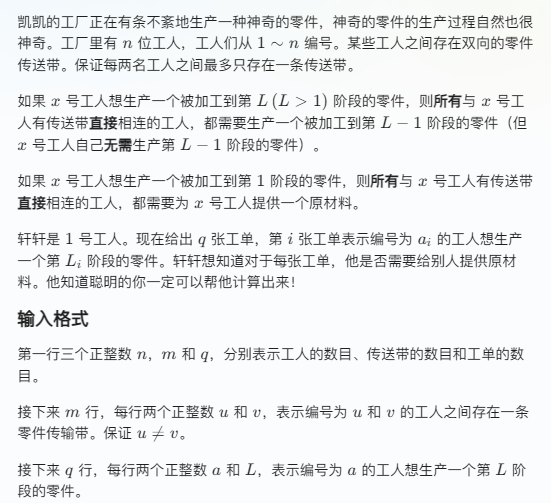 凯凯的工厂正在有条不紊地生产一种神奇的零件，神奇的零件的生产过程自然也很
神奇。工厂里有 n 位工人，工人们从 1 ∼ n 编号。某些工人之间存在双向的零件
传送带。保证每两名工人之间最多只存在一条传送带。
如果 x 号工人想生产一个被加工到第 L (L > 1) 阶段的零件，则所有与 x 号工
人有传送带直接相连的工人，都需要生产一个被加工到第 L − 1 阶段的零件（但
x 号工人自己无需生产第 L − 1 阶段的零件）。
如果 x 号工人想生产一个被加工到第 1 阶段的零件，则所有与 x 号工人有传送带
直接相连的工人，都需要为 x 号工人提供一个原材料。
轩轩是 1 号工人。现在给出 q 张工单，第 i 张工单表示编号为 aᵢ 的工人想生产
一个第 Lᵢ 阶段的零件。轩轩想知道对于每张工单，他是否需要给别人提供原材
料。他知道聪明的你一定可以帮他计算出来！
输入格式
第一行三个正整数 n，m 和 q，分别表示工人的数目、传送带的数目和工单的数
目。
接下来 m 行，每行两个正整数 u 和 v，表示编号为 u 和 v 的工人之间存在一条
零件传输带。保证 u ≠ v。
接下来 q 行，每行两个正整数 a 和 L，表示编号为 a 的工人想生产一个第 L 阶
段的零件。